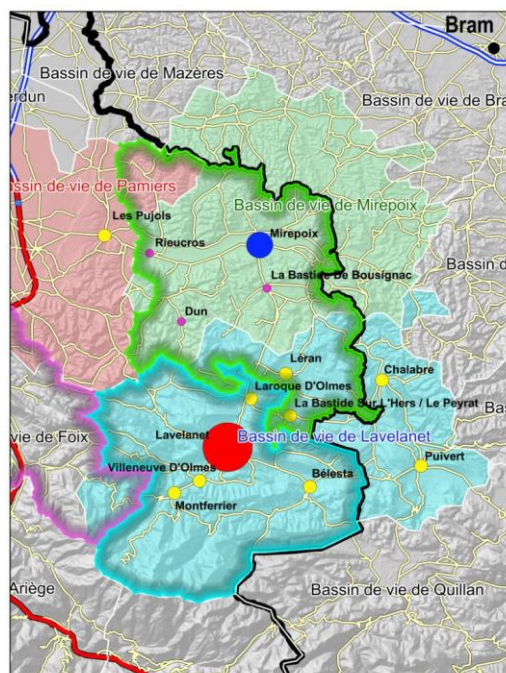 Bram
Bassin de vie de Mazères
erdun
Bassin de vie de Bra
assin de vie de Pamiers
Bassin de vie de Mirepoix
Les Pujols
Mirepoix
Rieucros
Bassin d
La Bastide De Bousignac
Dun
Léran
Chalabre
Laroque D'Olmes
La Bastide Sur L'Hers / Le Peyrat
Bas
Lavelanet
Bassin de vie de Lavelanet
vie de Foix
Villeneuve D'Olmes
Puivert
Bélesta
Montferrier
Ariège
Bassin de vie de Quillan